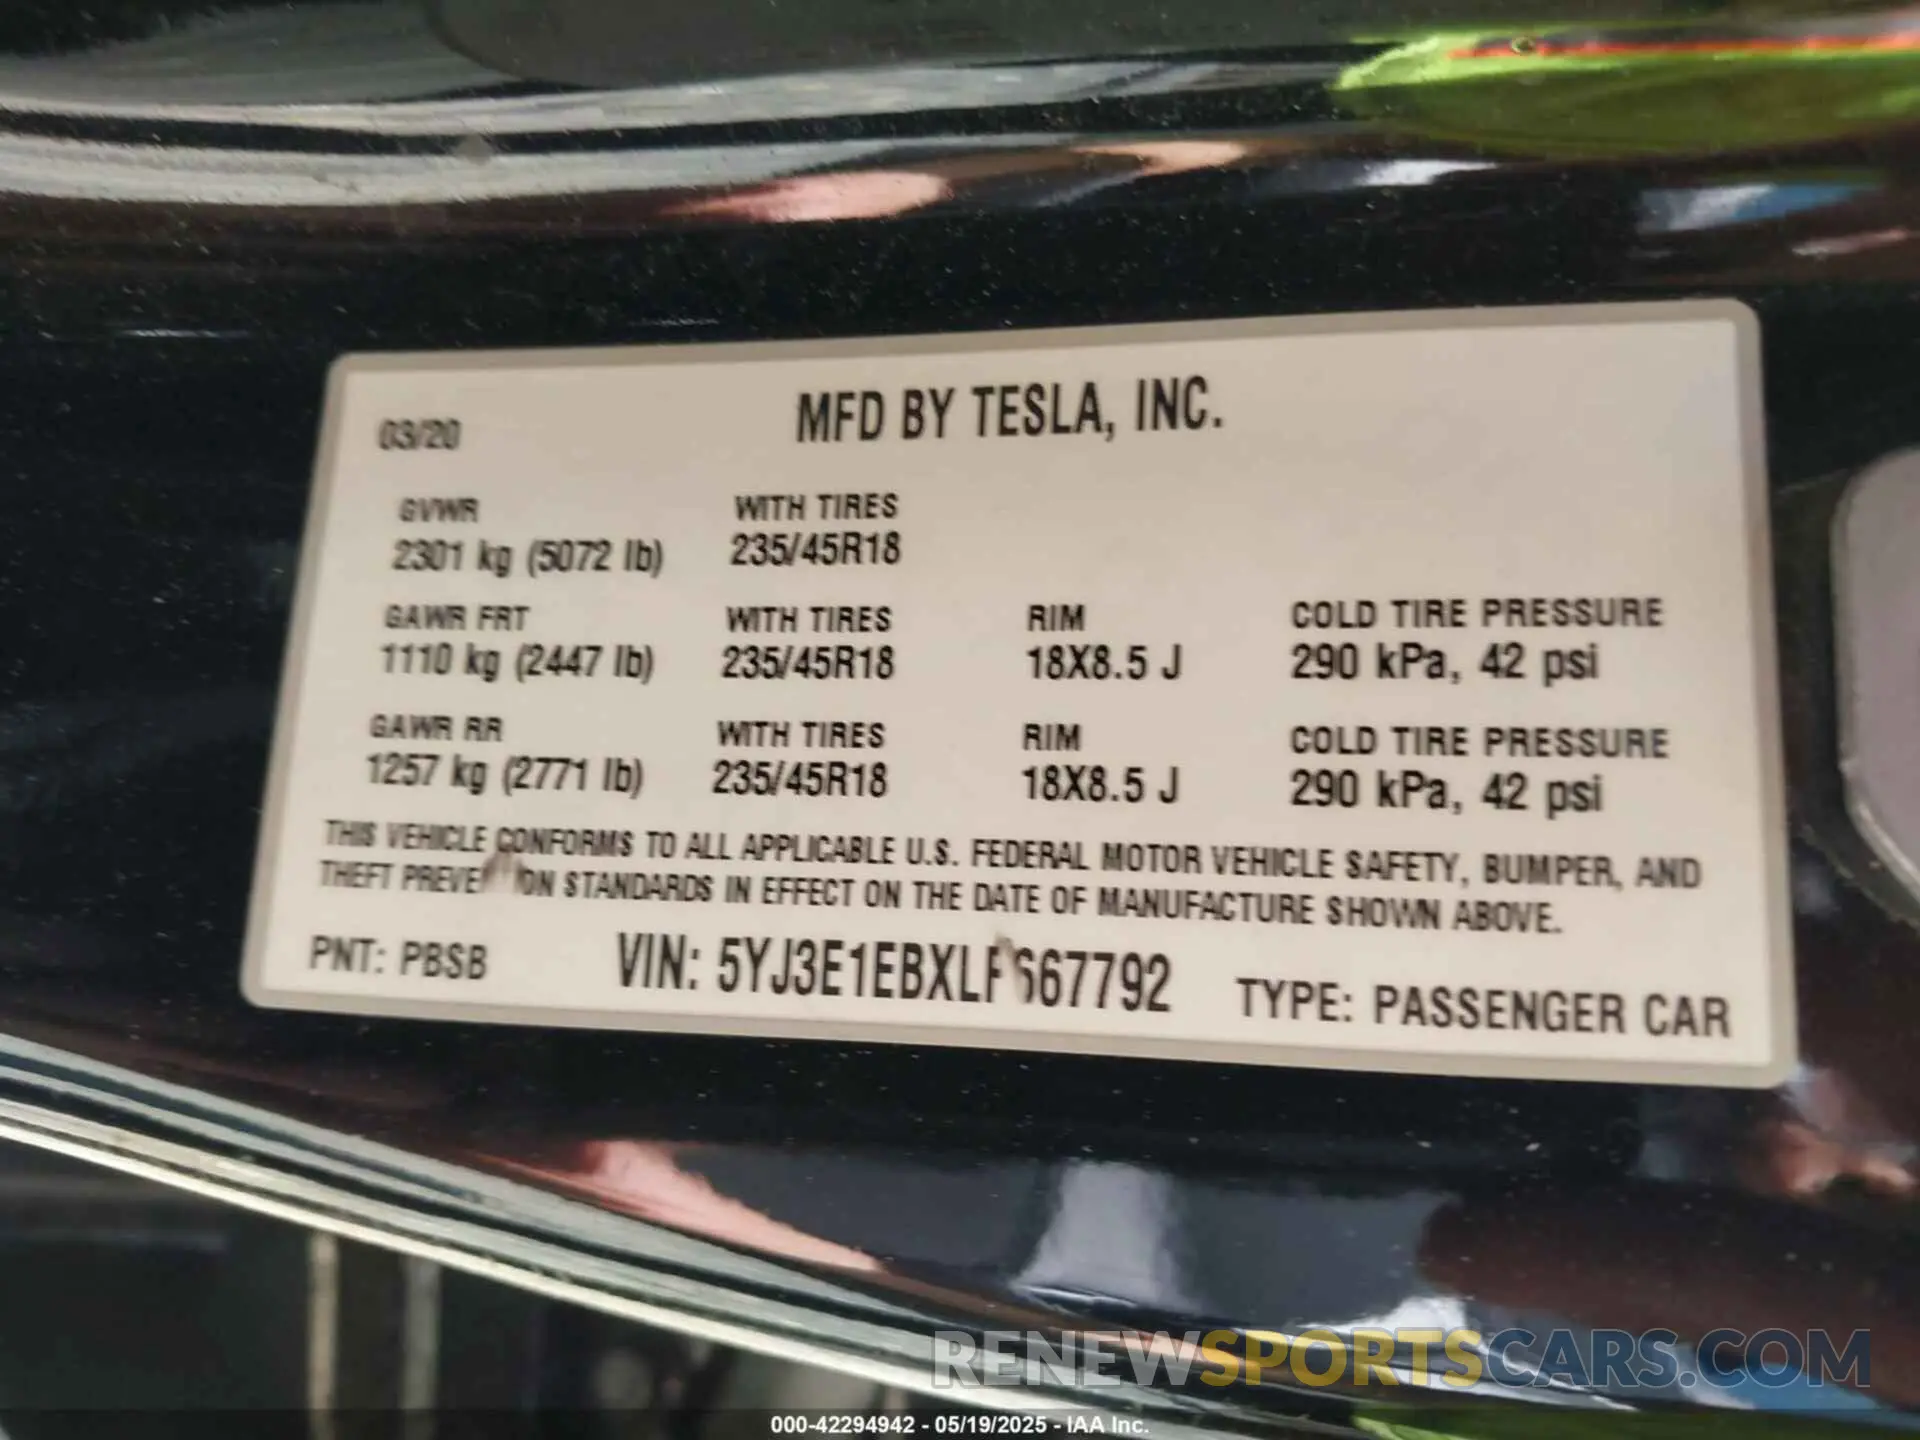 03/20
MFD BY TESLA, INC.
GVWR WITH TIRES
2301 kg (5072 lb) 235/45R18
GAWR FRT WITH TIRES RIM COLD TIRE PRESSURE
1110 kg (2447 lb) 235/45R18 18X8.5 J 290 kPa, 42 psi
GAWR RR WITH TIRES RIM COLD TIRE PRESSURE
1257 kg (2771 lb) 235/45R18 18X8.5 J 290 kPa, 42 psi
THIS VEHICLE CONFORMS TO ALL APPLICABLE U.S. FEDERAL MOTOR VEHICLE SAFETY, BUMPER, AND
THEFT PREVENTION STANDARDS IN EFFECT ON THE DATE OF MANUFACTURE SHOWN ABOVE.
PNT: PBSB VIN: 5YJ3E1EBXLF667792 TYPE: PASSENGER CAR
RENEWSPORTSCARS.COM
000-42294942 - 05/19/2025 - IAA Inc.